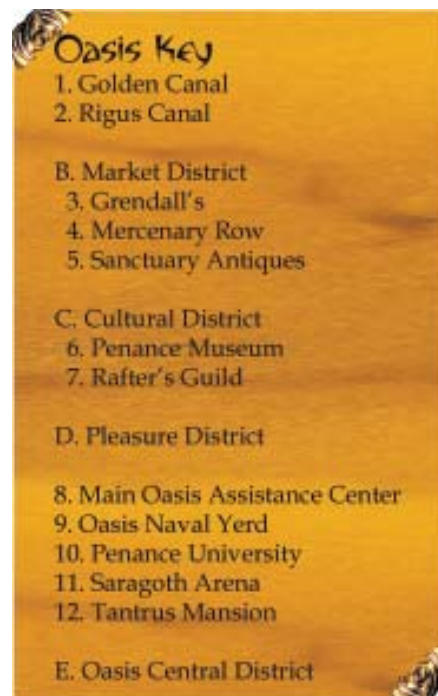 Oasis Key
1. Golden Canal
2. Rigus Canal
B. Market District
3. Grendall's
4. Mercenary Row
5. Sanctuary Antiques
C. Cultural District
6. Penance Museum
7. Rafter's Guild
D. Pleasure District
8. Main Oasis Assistance Center
9. Oasis Naval Yerd
10. Penance University
11. Saragoth Arena
12. Tantrus Mansion
E. Oasis Central District